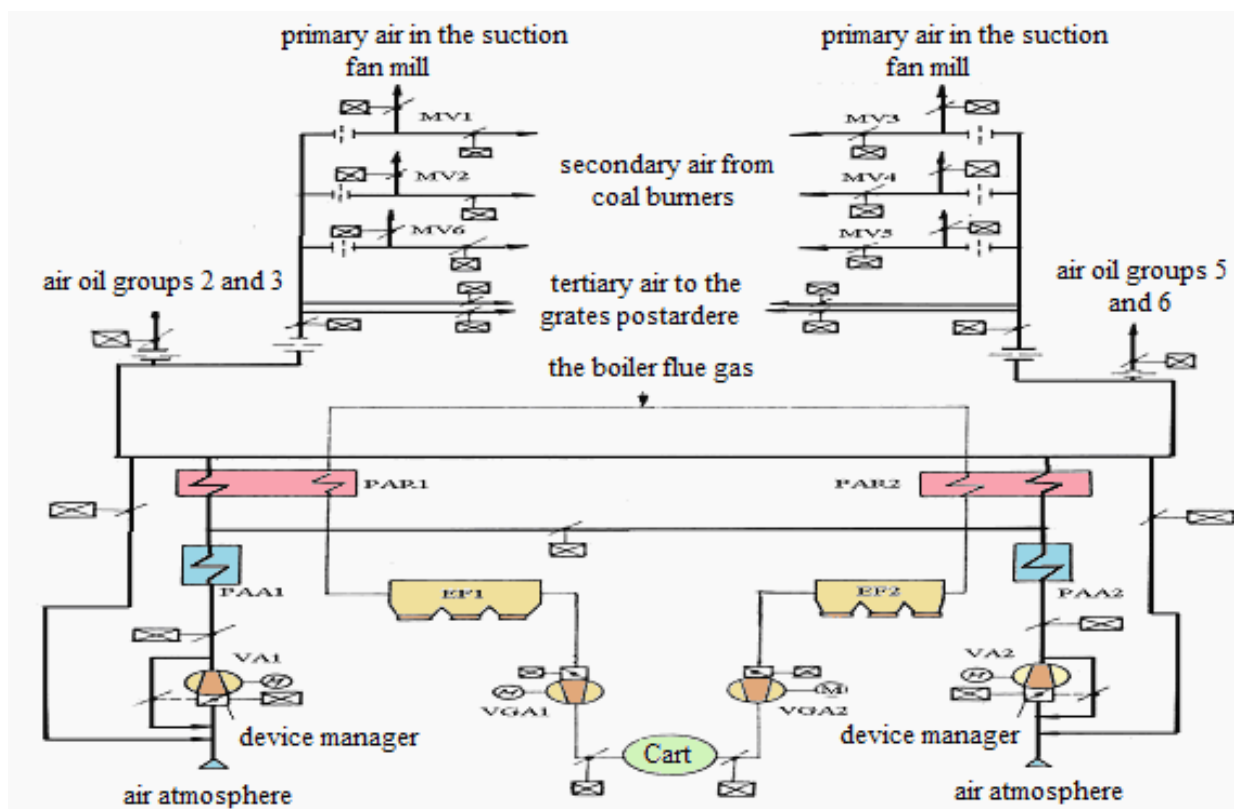 primary air in the suction
fan mill
primary air in the suction
fan mill
MV1
MV3
secondary air from
coal burners
MV2
MV4
MV6
MV5
air oil groups 2 and 3
air oil groups 5
and 6
tertiary air to the
grates postardere
the boiler flue gas
PAR1
PAR2
PAA1
EF1
EF2
PAA2
VA1
VA2
M
M
M
M
VGA1
VGA2
device manager
Cart
device manager
air atmosphere
air atmosphere